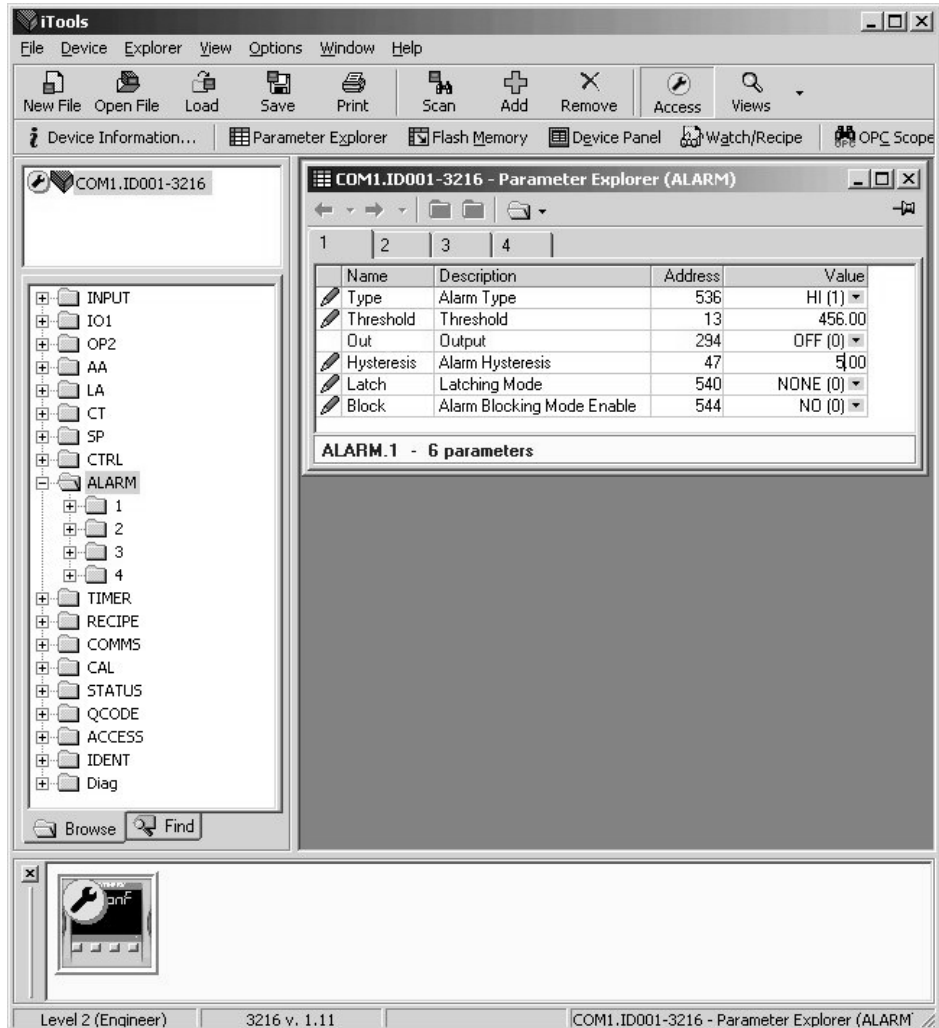 iTools
File Device Explorer View Options Window Help
New File Open File Load Save Print Scan Add Remove Access Views
Device Information... Parameter Explorer Flash Memory Device Panel Watch/Recipe OPC Scope
COM1.ID001-3216
COM1.ID001-3216 - Parameter Explorer (ALARM)
1 2 3 4
Name Description Address Value
Type Alarm Type 536 HI (1)
Threshold Threshold 13 456.00
Out Output 294 OFF (0)
Hysteresis Alarm Hysteresis 47 5.00
Latch Latching Mode 540 NONE (0)
Block Alarm Blocking Mode Enable 544 NO (0)
ALARM.1 - 6 parameters
INPUT
IO1
OP2
AA
LA
CT
SP
CTRL
ALARM
1
2
3
4
TIMER
RECIPE
COMMS
CAL
STATUS
QCODE
ACCESS
IDENT
Diag
Browse Find
Level 2 (Engineer) 3216 v. 1.11 COM1.ID001-3216 - Parameter Explorer (ALARM